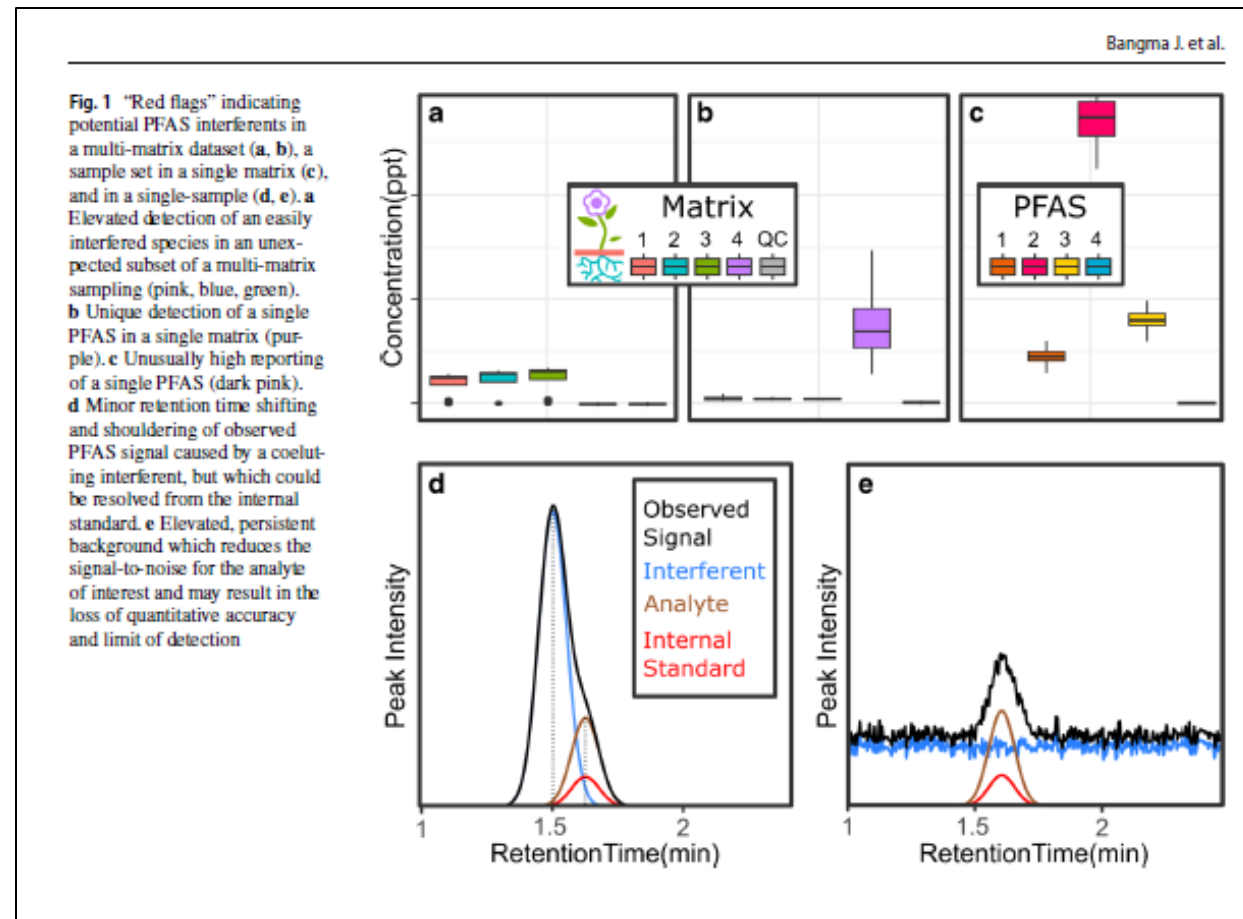 Bangma J. et al.
Fig. 1 "Red flags" indicating
potential PFAS interferents in
a multi-matrix dataset (a, b), a
sample set in a single matrix (c),
and in a single-sample (d, e). a
Elevated detection of an easily
interfered species in an unex-
pected subset of a multi-matrix
sampling (pink, blue, green).
b Unique detection of a single
PFAS in a single matrix (pur-
ple). c Unusually high reporting
of a single PFAS (dark pink).
d Minor retention time shifting
and shouldering of observed
PFAS signal caused by a coelut-
ing interferent, but which could
be resolved from the internal
standard. e Elevated, persistent
background which reduces the
signal-to-noise for the analyte
of interest and may result in the
loss of quantitative accuracy
and limit of detection
a
b
c
Concentration(ppt)
Matrix
1 2 3 4 QC
PFAS
1 2 3 4
d
Observed
Signal
Interferent
Analyte
Internal
Standard
Peak Intensity
1 1.5 2
RetentionTime(min)
e
Peak Intensity
1 1.5 2
RetentionTime(min)